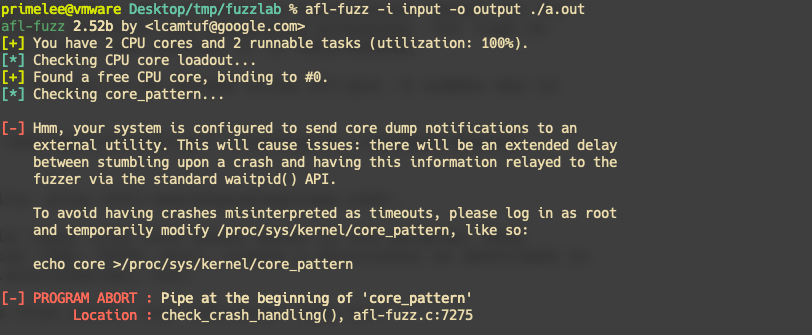 primelee@vmware Desktop/tmp/fuzzlab % afl-fuzz -i input -o output ./a.out
afl-fuzz 2.52b by <lcamtuf@google.com>
[+] You have 2 CPU cores and 2 runnable tasks (utilization: 100%).
[*] Checking CPU core loadout...
[+] Found a free CPU core, binding to #0.
[*] Checking core_pattern...
[-] Hmm, your system is configured to send core dump notifications to an
external utility. This will cause issues: there will be an extended delay
between stumbling upon a crash and having this information relayed to the
fuzzer via the standard waitpid() API.
To avoid having crashes misinterpreted as timeouts, please log in as root
and temporarily modify /proc/sys/kernel/core_pattern, like so:
echo core >/proc/sys/kernel/core_pattern
[-] PROGRAM ABORT : Pipe at the beginning of 'core_pattern'
Location : check_crash_handling(), afl-fuzz.c:7275